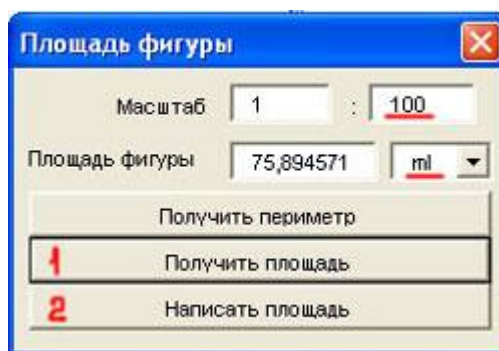 Площадь фигуры
Масштаб 1 : 100
Площадь фигуры 75,894571 ml
Получить периметр
1 Получить площадь
2 Написать площадь